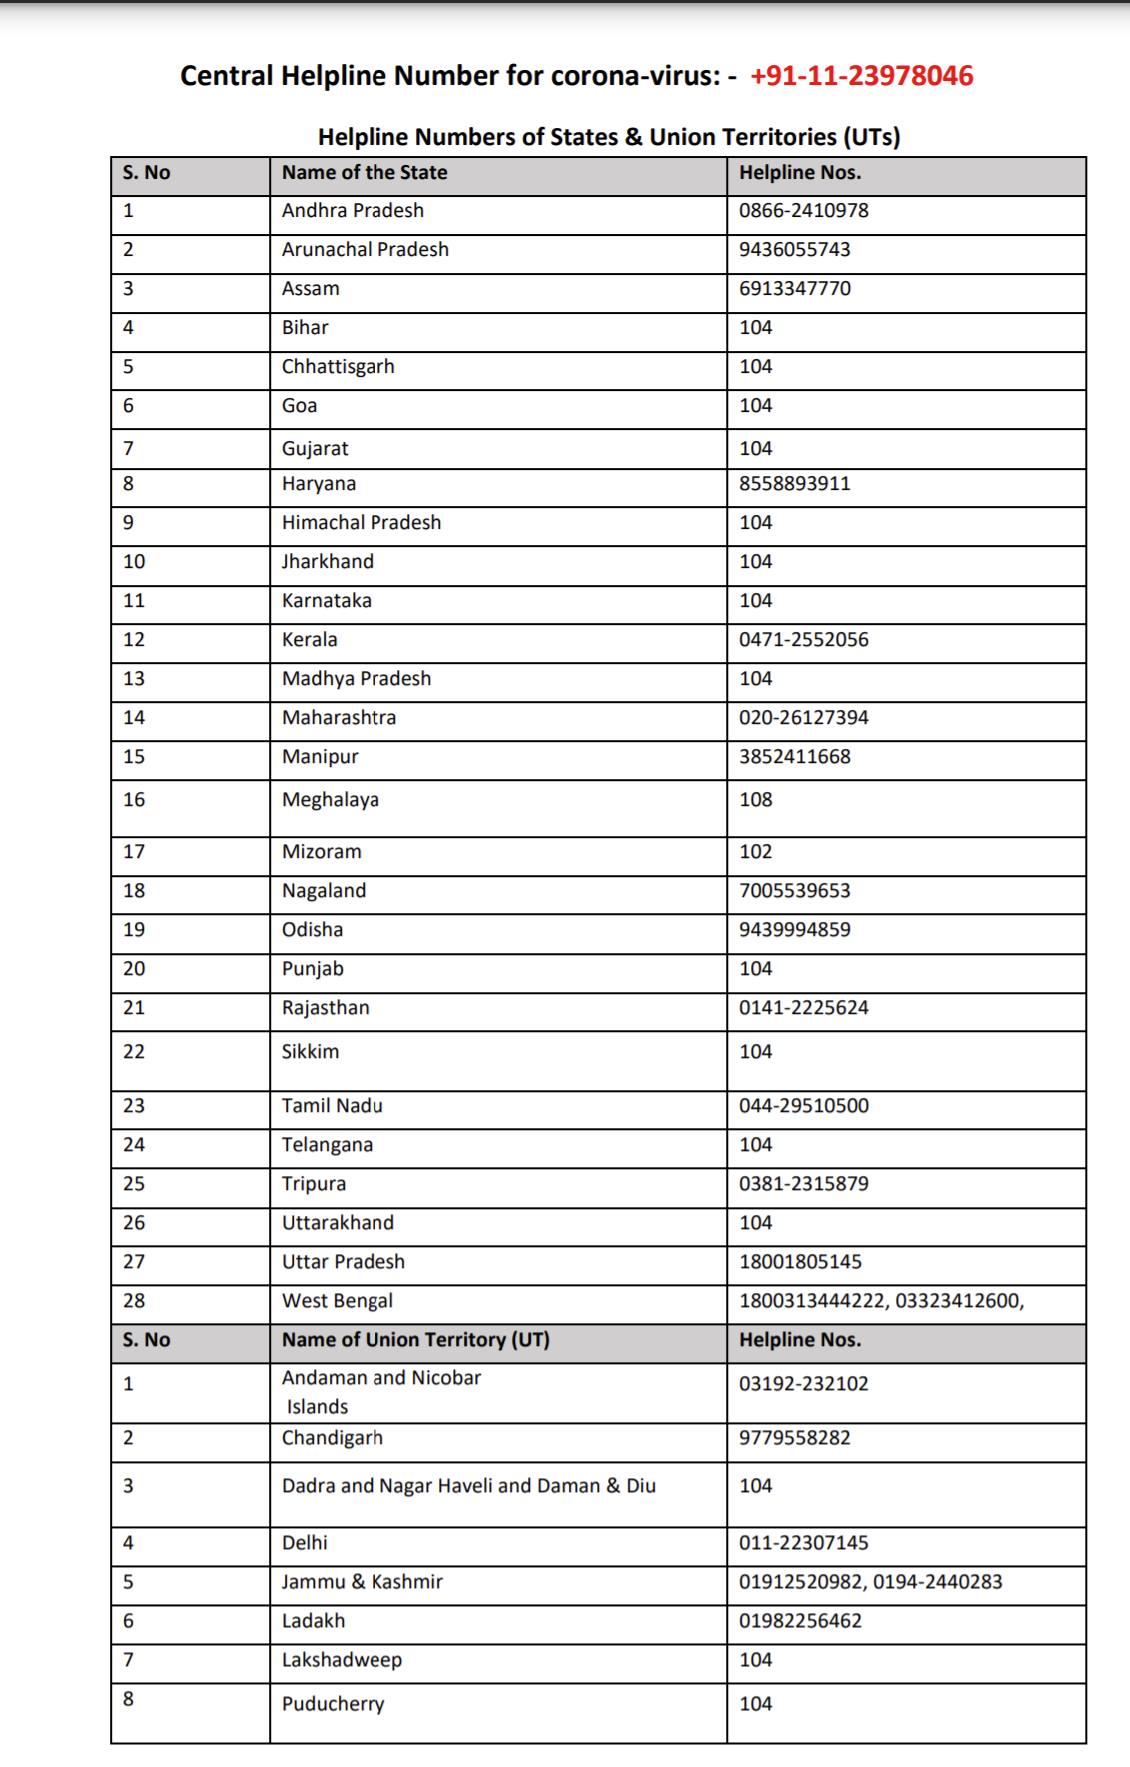 Central Helpline Number for corona-virus: - +91-11-23978046
Helpline Numbers of States & Union Territories (UTs)
S. No Name of the State Helpline Nos.
1 Andhra Pradesh 0866-2410978
2 Arunachal Pradesh 9436055743
3 Assam 6913347770
4 Bihar 104
5 Chhattisgarh 104
6 Goa 104
7 Gujarat 104
8 Haryana 8558893911
9 Himachal Pradesh 104
10 Jharkhand 104
11 Karnataka 104
12 Kerala 0471-2552056
13 Madhya Pradesh 104
14 Maharashtra 020-26127394
15 Manipur 3852411668
16 Meghalaya 108
17 Mizoram 102
18 Nagaland 7005539653
19 Odisha 9439994859
20 Punjab 104
21 Rajasthan 0141-2225624
22 Sikkim 104
23 Tamil Nadu 044-29510500
24 Telangana 104
25 Tripura 0381-2315879
26 Uttarakhand 104
27 Uttar Pradesh 18001805145
28 West Bengal 1800313444222, 03323412600,
S. No Name of Union Territory (UT) Helpline Nos.
1 Andaman and Nicobar 03192-232102
Islands
2 Chandigarh 9779558282
3 Dadra and Nagar Haveli and Daman & Diu 104
4 Delhi 011-22307145
5 Jammu & Kashmir 01912520982, 0194-2440283
6 Ladakh 01982256462
7 Lakshadweep 104
8 Puducherry 104